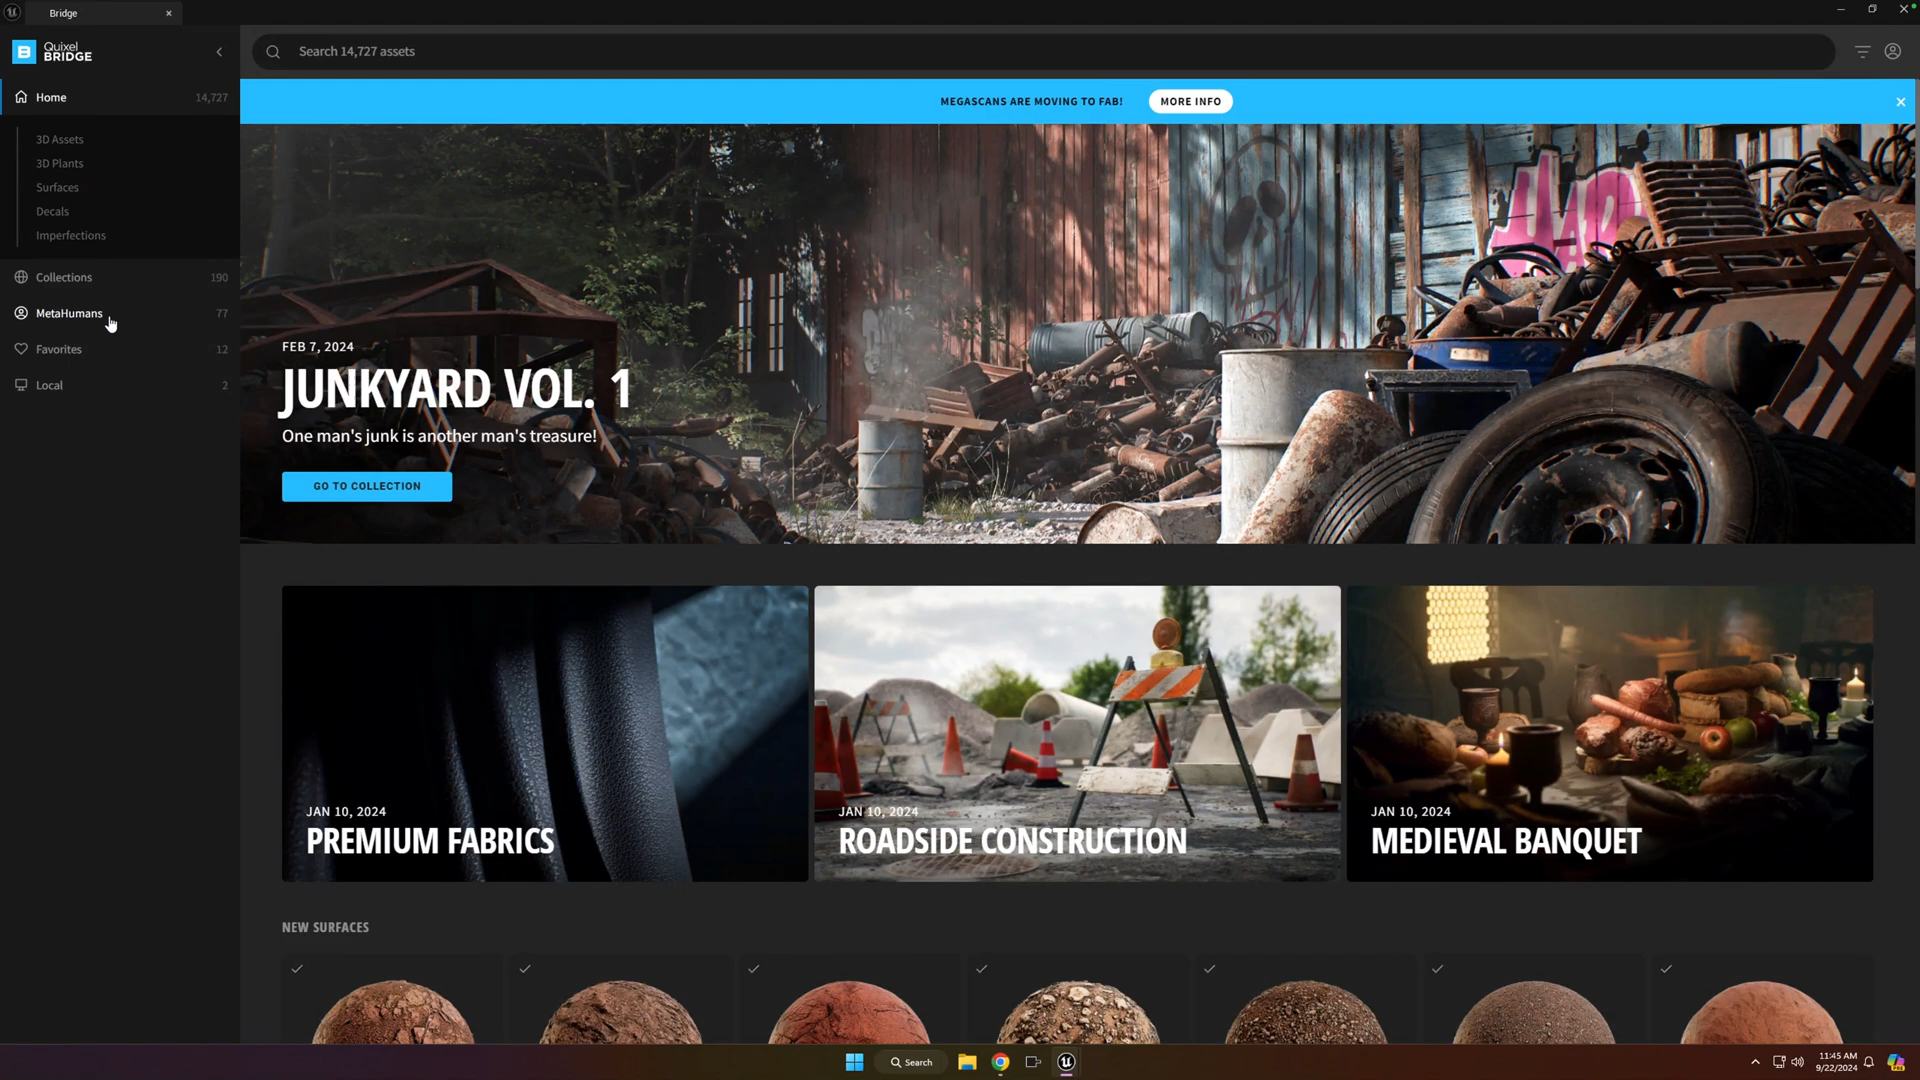 Bridge
Quixel
BRIDGE
Search 14,727 assets
Home 14,727
3D Assets
3D Plants
Surfaces
Decals
Imperfections
Collections 190
MetaHumans 77
Favorites 12
Local 2
MEGASCANS ARE MOVING TO FAB!
MORE INFO
FEB 7, 2024
JUNKYARD VOL. 1
One man's junk is another man's treasure!
GO TO COLLECTION
JAN 10, 2024
PREMIUM FABRICS
JAN 10, 2024
ROADSIDE CONSTRUCTION
JAN 10, 2024
MEDIEVAL BANQUET
NEW SURFACES
Search
11:45 AM
9/22/2024